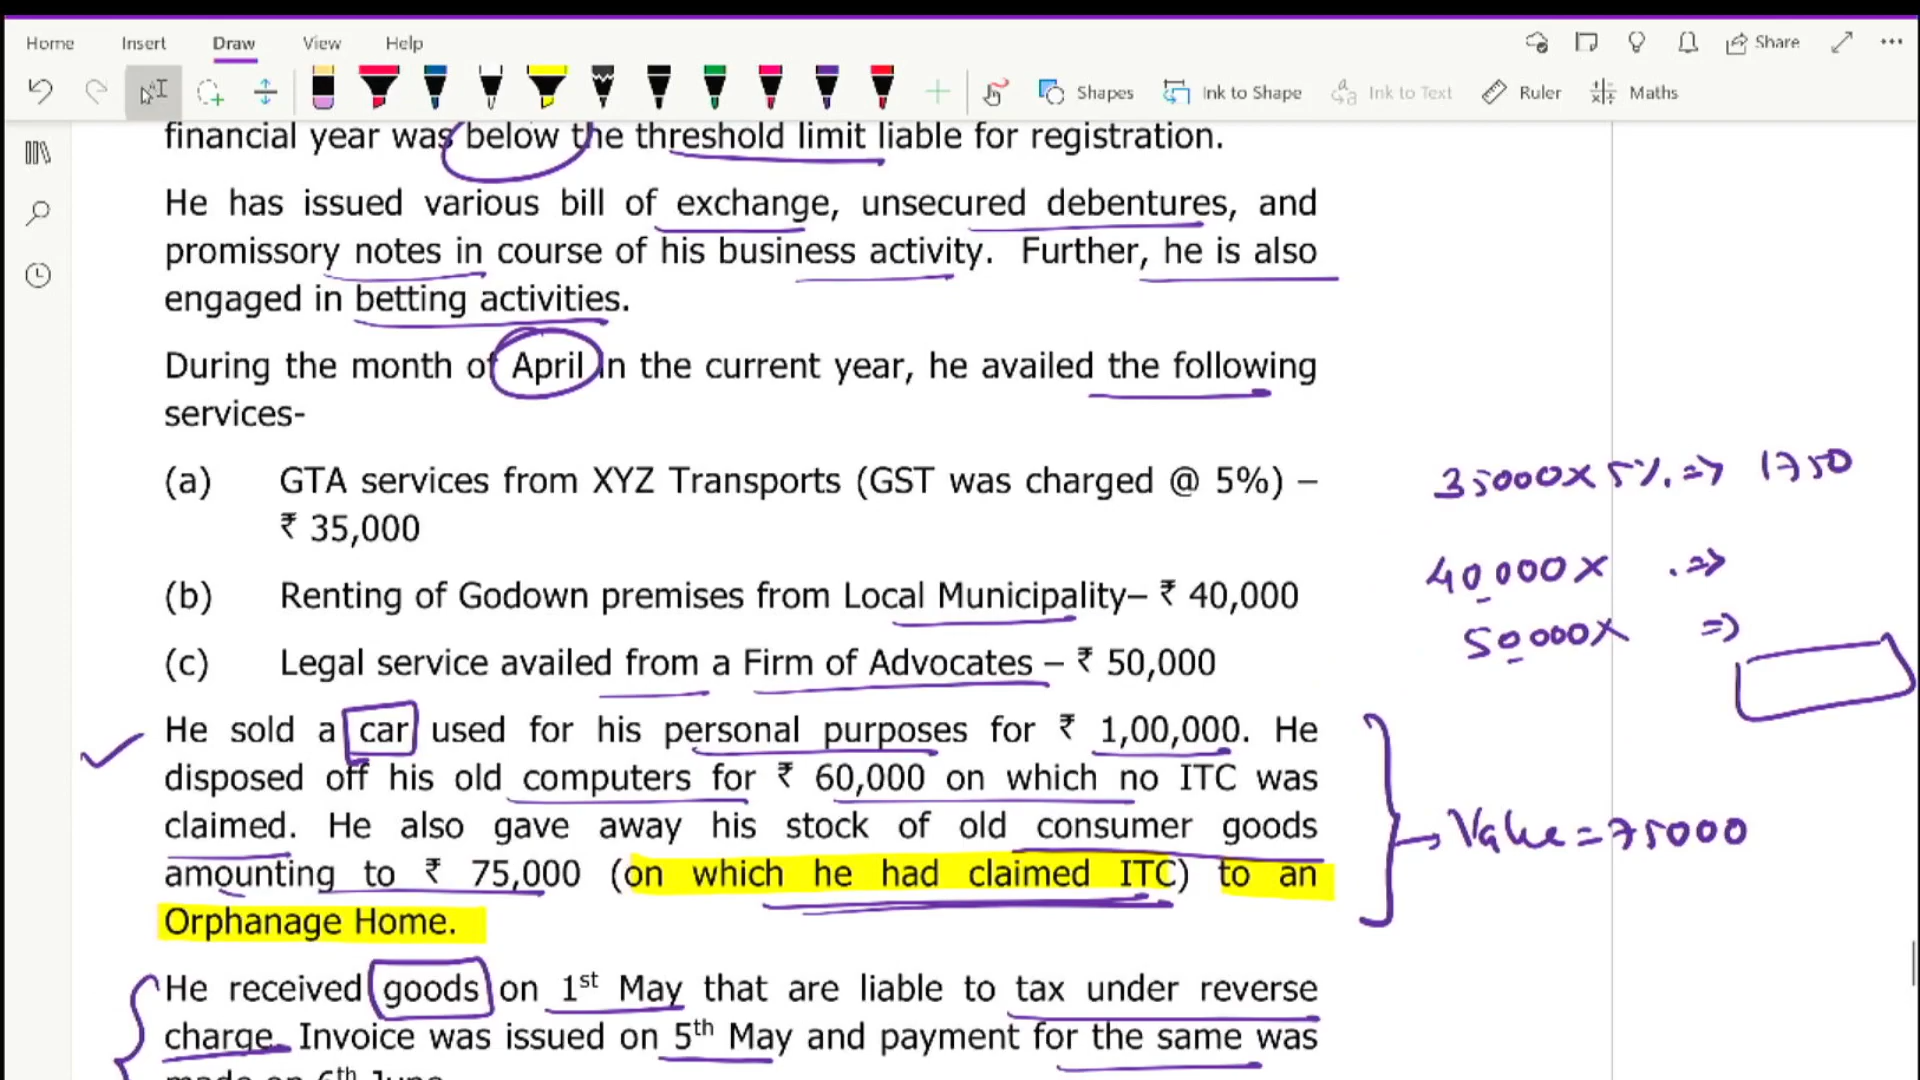 Home Insert Draw View Help Share
Shapes Ink to Shape Ink to Text Ruler Maths
financial year was below the threshold limit liable for registration.
He has issued various bill of exchange, unsecured debentures, and
promissory notes in course of his business activity. Further, he is also
engaged in betting activities.
During the month of April in the current year, he availed the following
services-
(a) GTA services from XYZ Transports (GST was charged @ 5%) –
₹ 35,000
35000x5%.⇒ 1750
(b) Renting of Godown premises from Local Municipality– ₹ 40,000
40,000x .⇒
(c) Legal service availed from a Firm of Advocates – ₹ 50,000
50000x ⇒
He sold a car used for his personal purposes for ₹ 1,00,000. He
disposed off his old computers for ₹ 60,000 on which no ITC was
claimed. He also gave away his stock of old consumer goods
amounting to ₹ 75,000 (on which he had claimed ITC) to an
Orphanage Home.
→ Value = 75000
He received goods on 1st May that are liable to tax under reverse
charge. Invoice was issued on 5th May and payment for the same was
made on 6th June